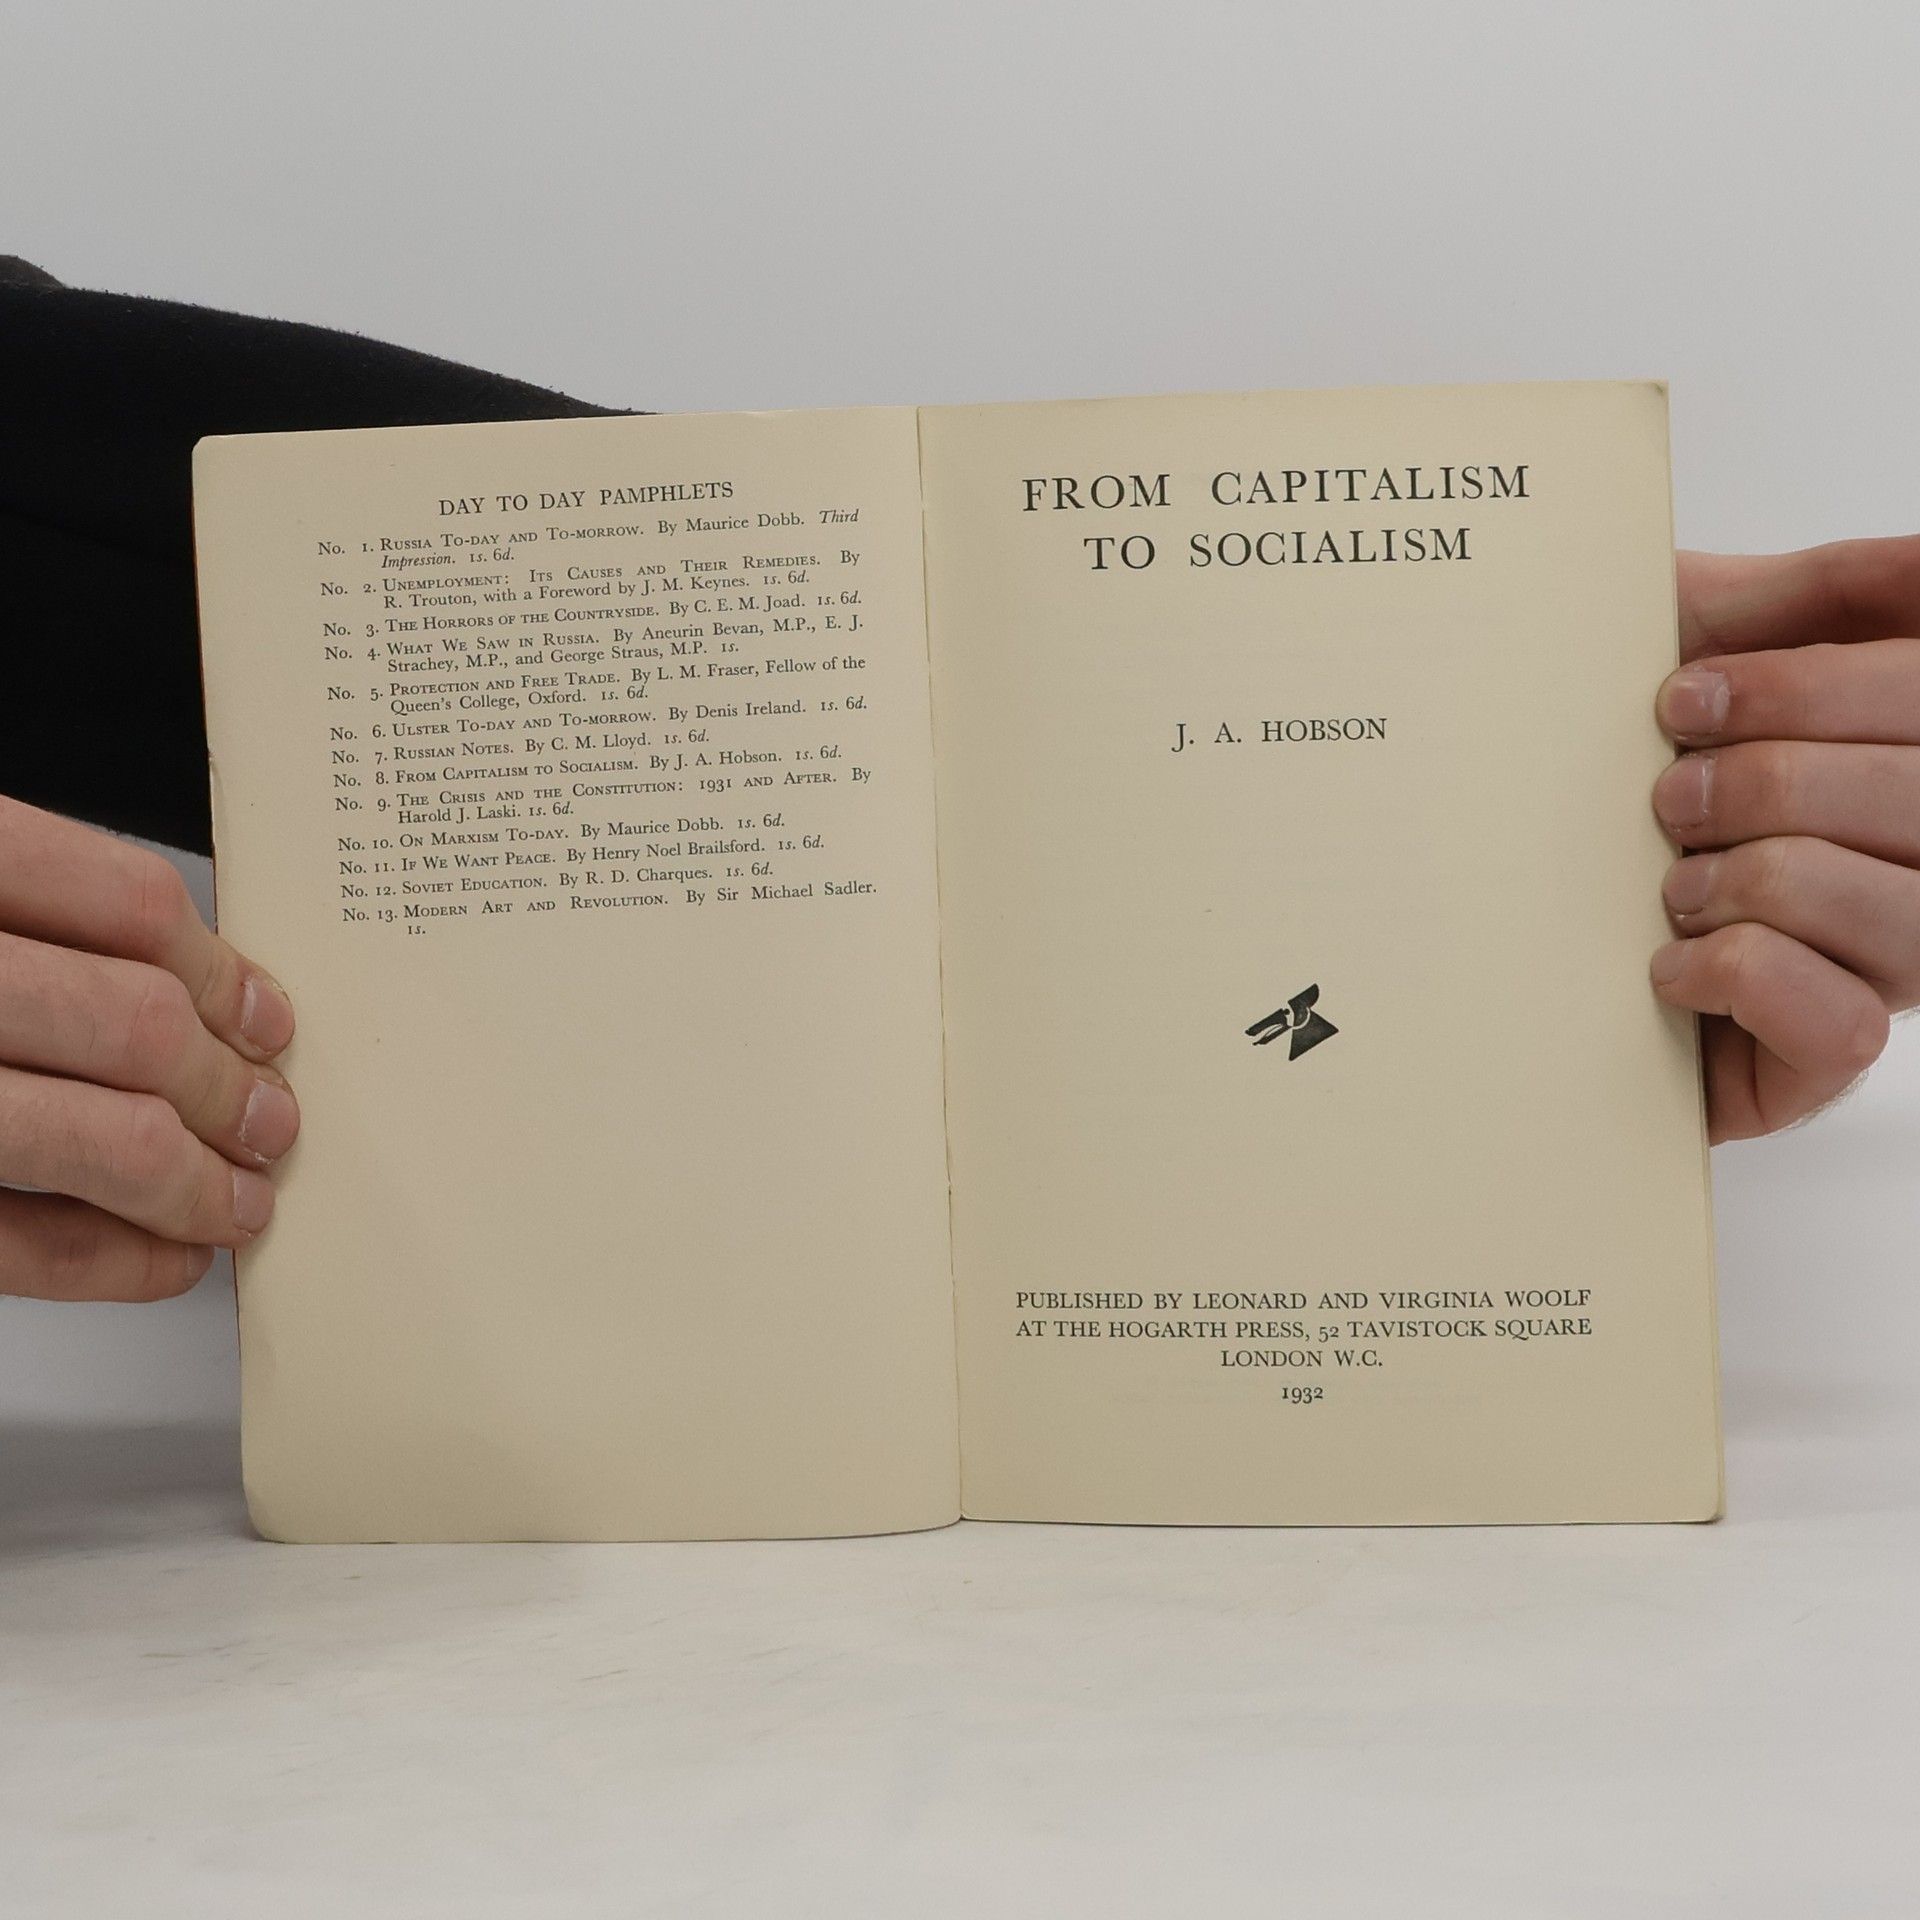 DAY TO DAY PAMPHLETS
No. 1. Russia To-day and To-morrow. By Maurice Dobb. Third
Impression. 1s. 6d.
No. 2. Unemployment: Its Causes and Their Remedies. By
R. Trouton, with a Foreword by J. M. Keynes. 1s. 6d.
No. 3. The Horrors of the Countryside. By C. E. M. Joad. 1s. 6d.
No. 4. What We Saw in Russia. By Aneurin Bevan, M.P., E. J.
Strachey, M.P., and George Straus, M.P. 1s.
No. 5. Protection and Free Trade. By L. M. Fraser, Fellow of the
Queen's College, Oxford. 1s. 6d.
No. 6. Ulster To-day and To-morrow. By Denis Ireland. 1s. 6d.
No. 7. Russian Notes. By C. M. Lloyd. 1s. 6d.
No. 8. From Capitalism to Socialism. By J. A. Hobson. 1s. 6d.
No. 9. The Crisis and the Constitution: 1931 and After. By
Harold J. Laski. 1s. 6d.
No. 10. On Marxism To-day. By Maurice Dobb. 1s. 6d.
No. 11. If We Want Peace. By Henry Noel Brailsford. 1s. 6d.
No. 12. Soviet Education. By R. D. Charques. 1s. 6d.
No. 13. Modern Art and Revolution. By Sir Michael Sadler.
1s.
FROM CAPITALISM
TO SOCIALISM
J. A. HOBSON
PUBLISHED BY LEONARD AND VIRGINIA WOOLF
AT THE HOGARTH PRESS, 52 TAVISTOCK SQUARE
LONDON W.C.
1932